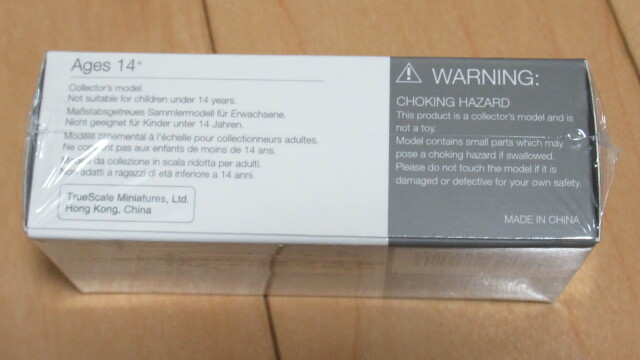 Ages 14+
Collector's model.
Not suitable for children under 14 years.
Maßstabsgetreues Sammlermodell für Erwachsene.
Nicht geeignet für Kinder unter 14 Jahren.
Modèle ornemental à l'échelle pour collectionneurs adultes.
Ne convient pas aux enfants de moins de 14 ans.
Modello da collezione in scala ridotta per adulti.
Non adatti a ragazzi di età inferiore a 14 anni.
TrueScale Miniatures, Ltd.
Hong Kong, China
WARNING:
CHOKING HAZARD
This product is a collector's model and is
not a toy.
Model contains small parts which may
pose a choking hazard if swallowed.
Please do not touch the model if it is
damaged or defective for your own safety.
MADE IN CHINA